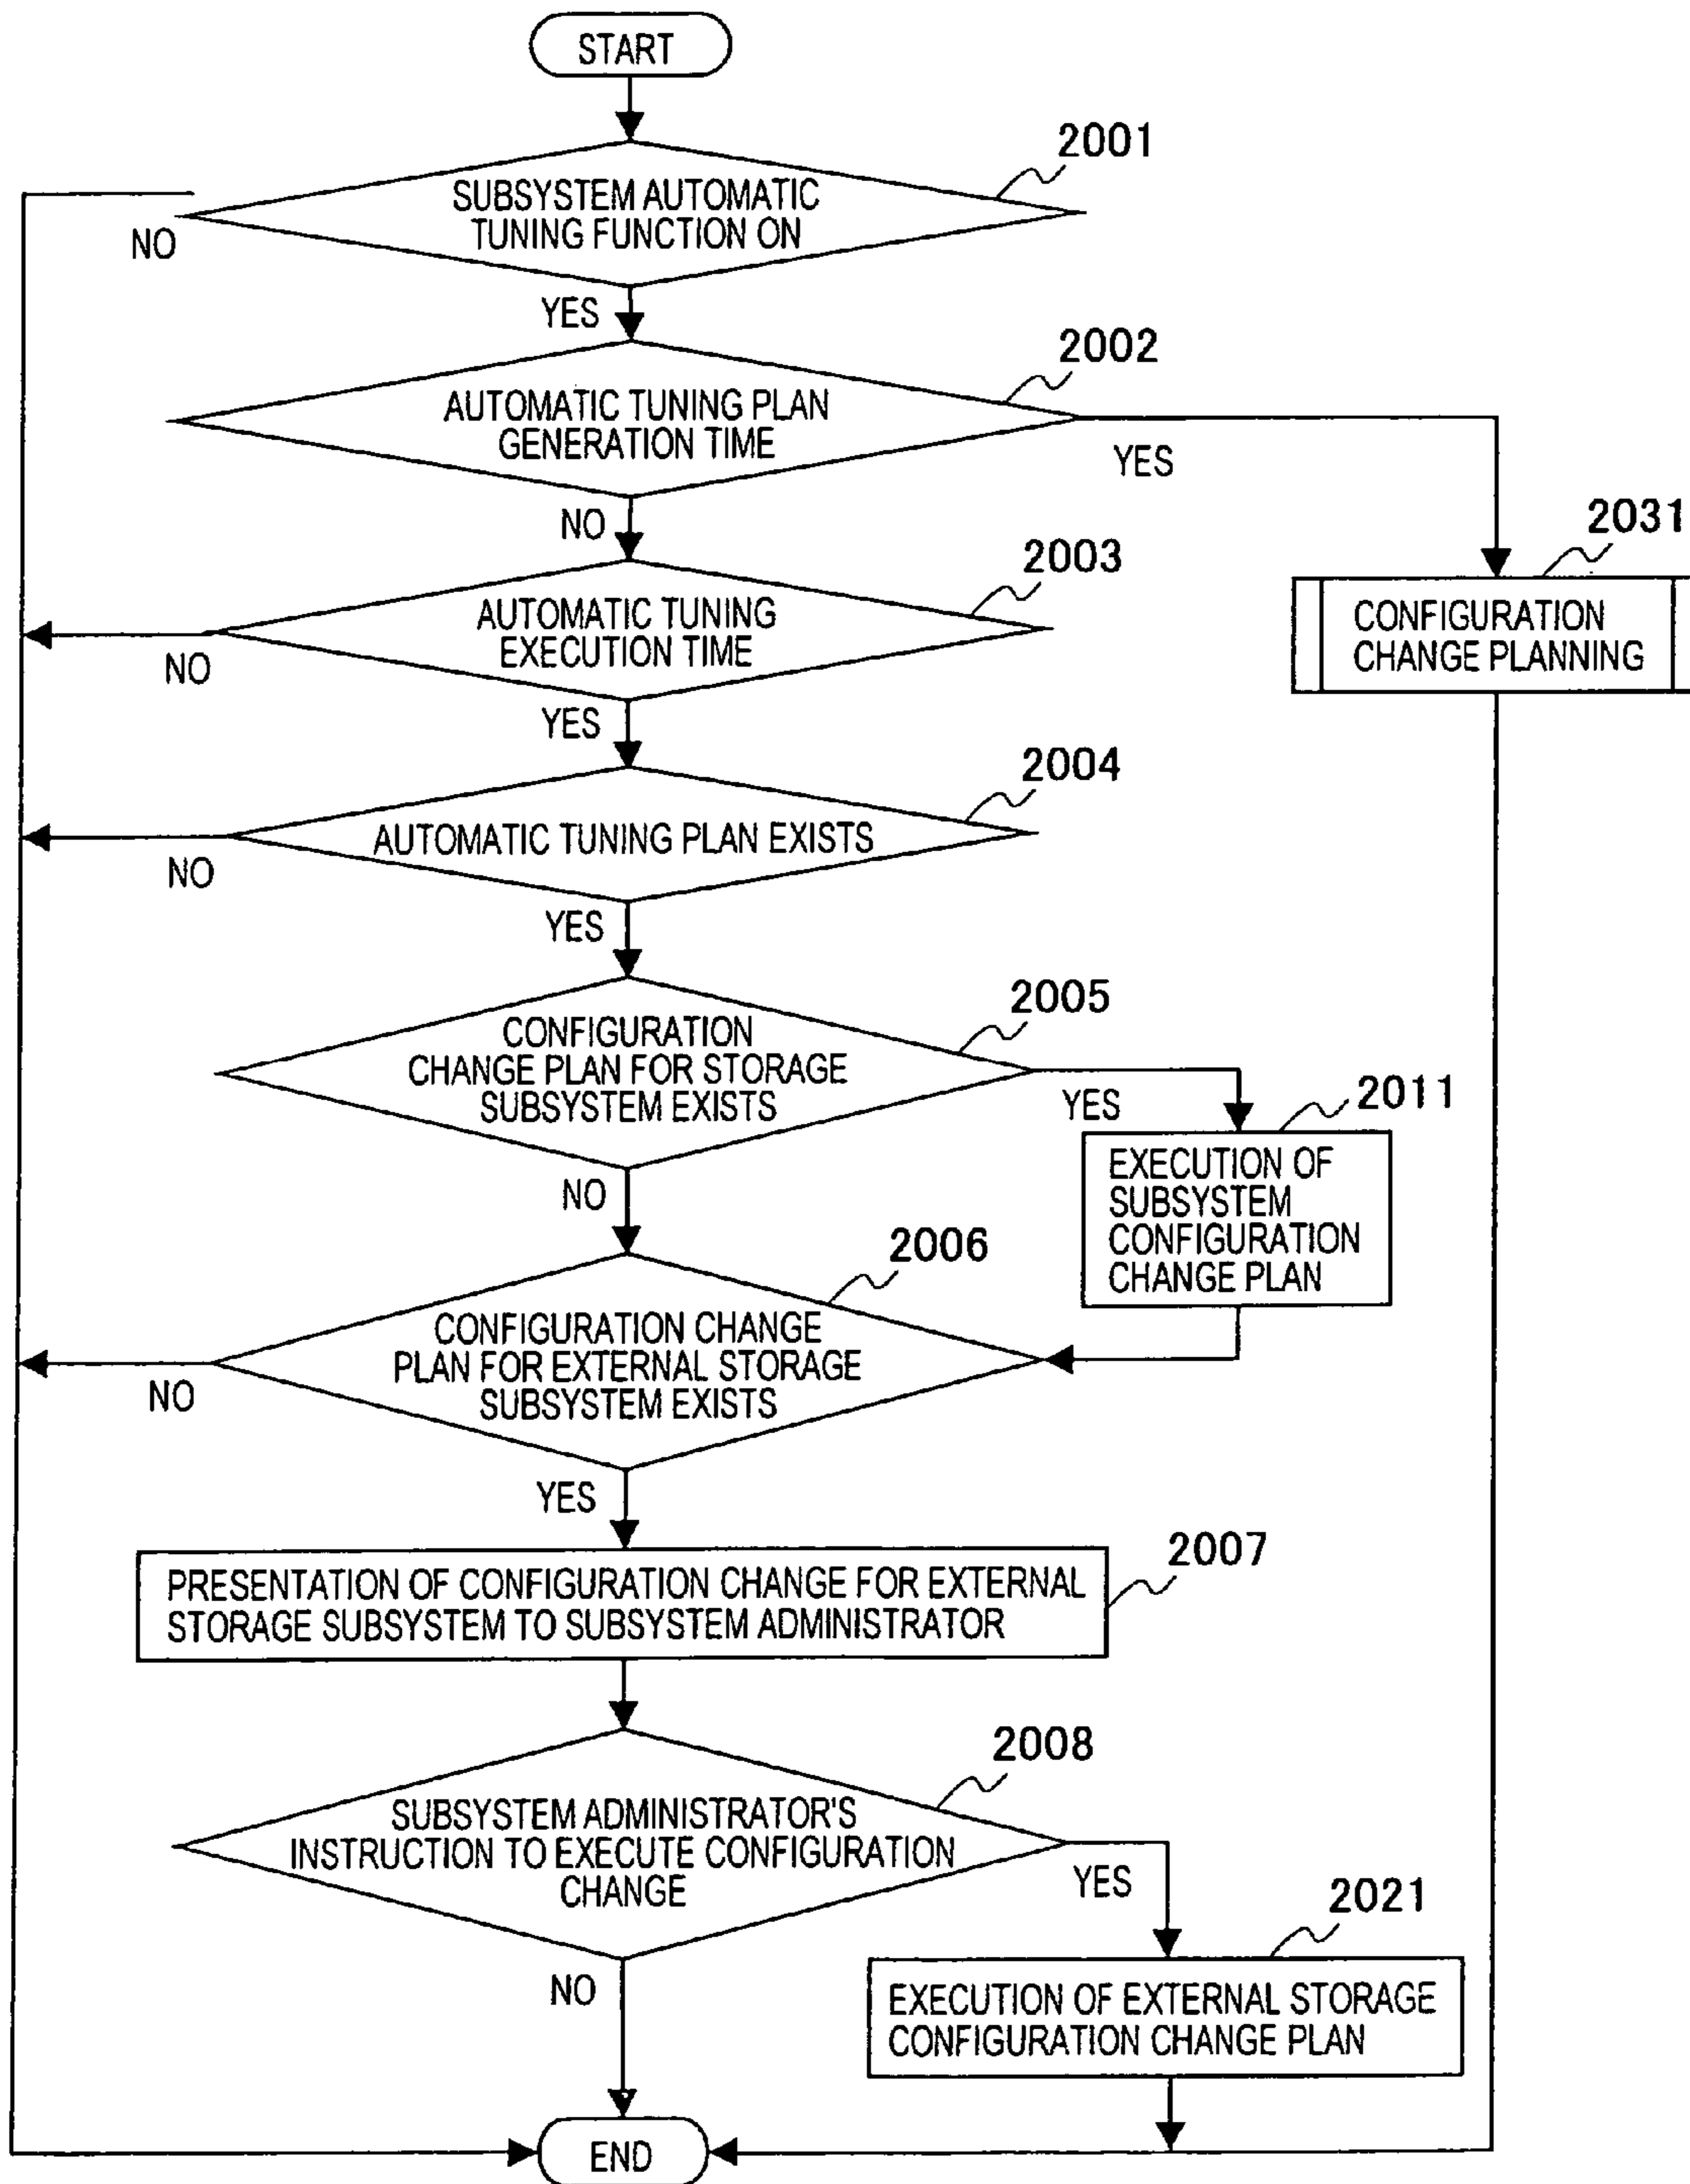 START
2001
SUBSYSTEM AUTOMATIC
TUNING FUNCTION ON
NO
YES
2002
AUTOMATIC TUNING PLAN
GENERATION TIME
YES
NO
2031
CONFIGURATION
CHANGE PLANNING
2003
AUTOMATIC TUNING
EXECUTION TIME
NO
YES
2004
AUTOMATIC TUNING PLAN EXISTS
NO
YES
2005
CONFIGURATION
CHANGE PLAN FOR STORAGE
SUBSYSTEM EXISTS
YES
2011
EXECUTION OF
SUBSYSTEM
CONFIGURATION
CHANGE PLAN
NO
2006
CONFIGURATION CHANGE
PLAN FOR EXTERNAL STORAGE
SUBSYSTEM EXISTS
NO
YES
2007
PRESENTATION OF CONFIGURATION CHANGE FOR EXTERNAL
STORAGE SUBSYSTEM TO SUBSYSTEM ADMINISTRATOR
2008
SUBSYSTEM ADMINISTRATOR'S
INSTRUCTION TO EXECUTE CONFIGURATION
CHANGE
YES
2021
NO
EXECUTION OF EXTERNAL STORAGE
CONFIGURATION CHANGE PLAN
END